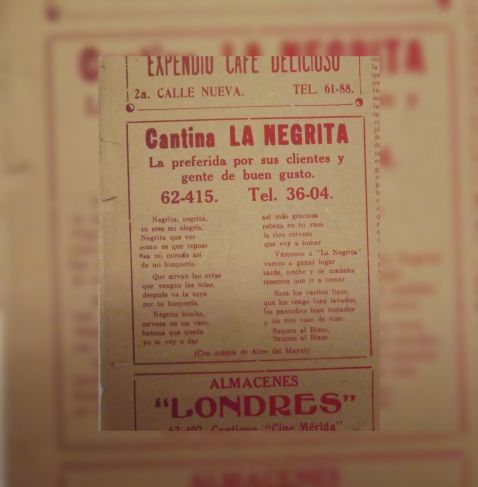 EXPENDIO CAFE DELICIOSO
2a. CALLE NUEVA. TEL. 61-88.
Cantina LA NEGRITA
La preferida por sus clientes y
gente de buen gusto.
62-415. Tel. 36-04.
Negrita, negrita,
tú eres mi alegría,
Negrita que ves
como es que reposa
esa mi mirada así
de mi bizquería.
Que sirvan las otras
que vengan las
después va la tuya
por tu bizquería.
Negrita bonita,
cerveza en un vaso,
botana que queda
yo te voy a dar
así más graciosa
rebosa en tu vaso
la rica cerveza
que voy a tomar
Vámonos a "La Negrita"
vamos a ganar lugar
tarde, noche y de mañana
tenemos que ir a tomar
Saca los vasitos finos,
que los tengo bien lavados,
los panuchos bien tostados
y un rico vaso de vino.
Saquen al Bizco,
Saquen al Bizco.
(Con música de Aires del Mayab).
ALMACENES
"LONDRES"
62-407. Contiguo "Cine Mérida"